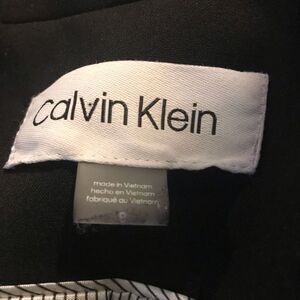 Calvin Klein
made in Vietnam
hecho en Vietnam
fabriqué au Vietnam